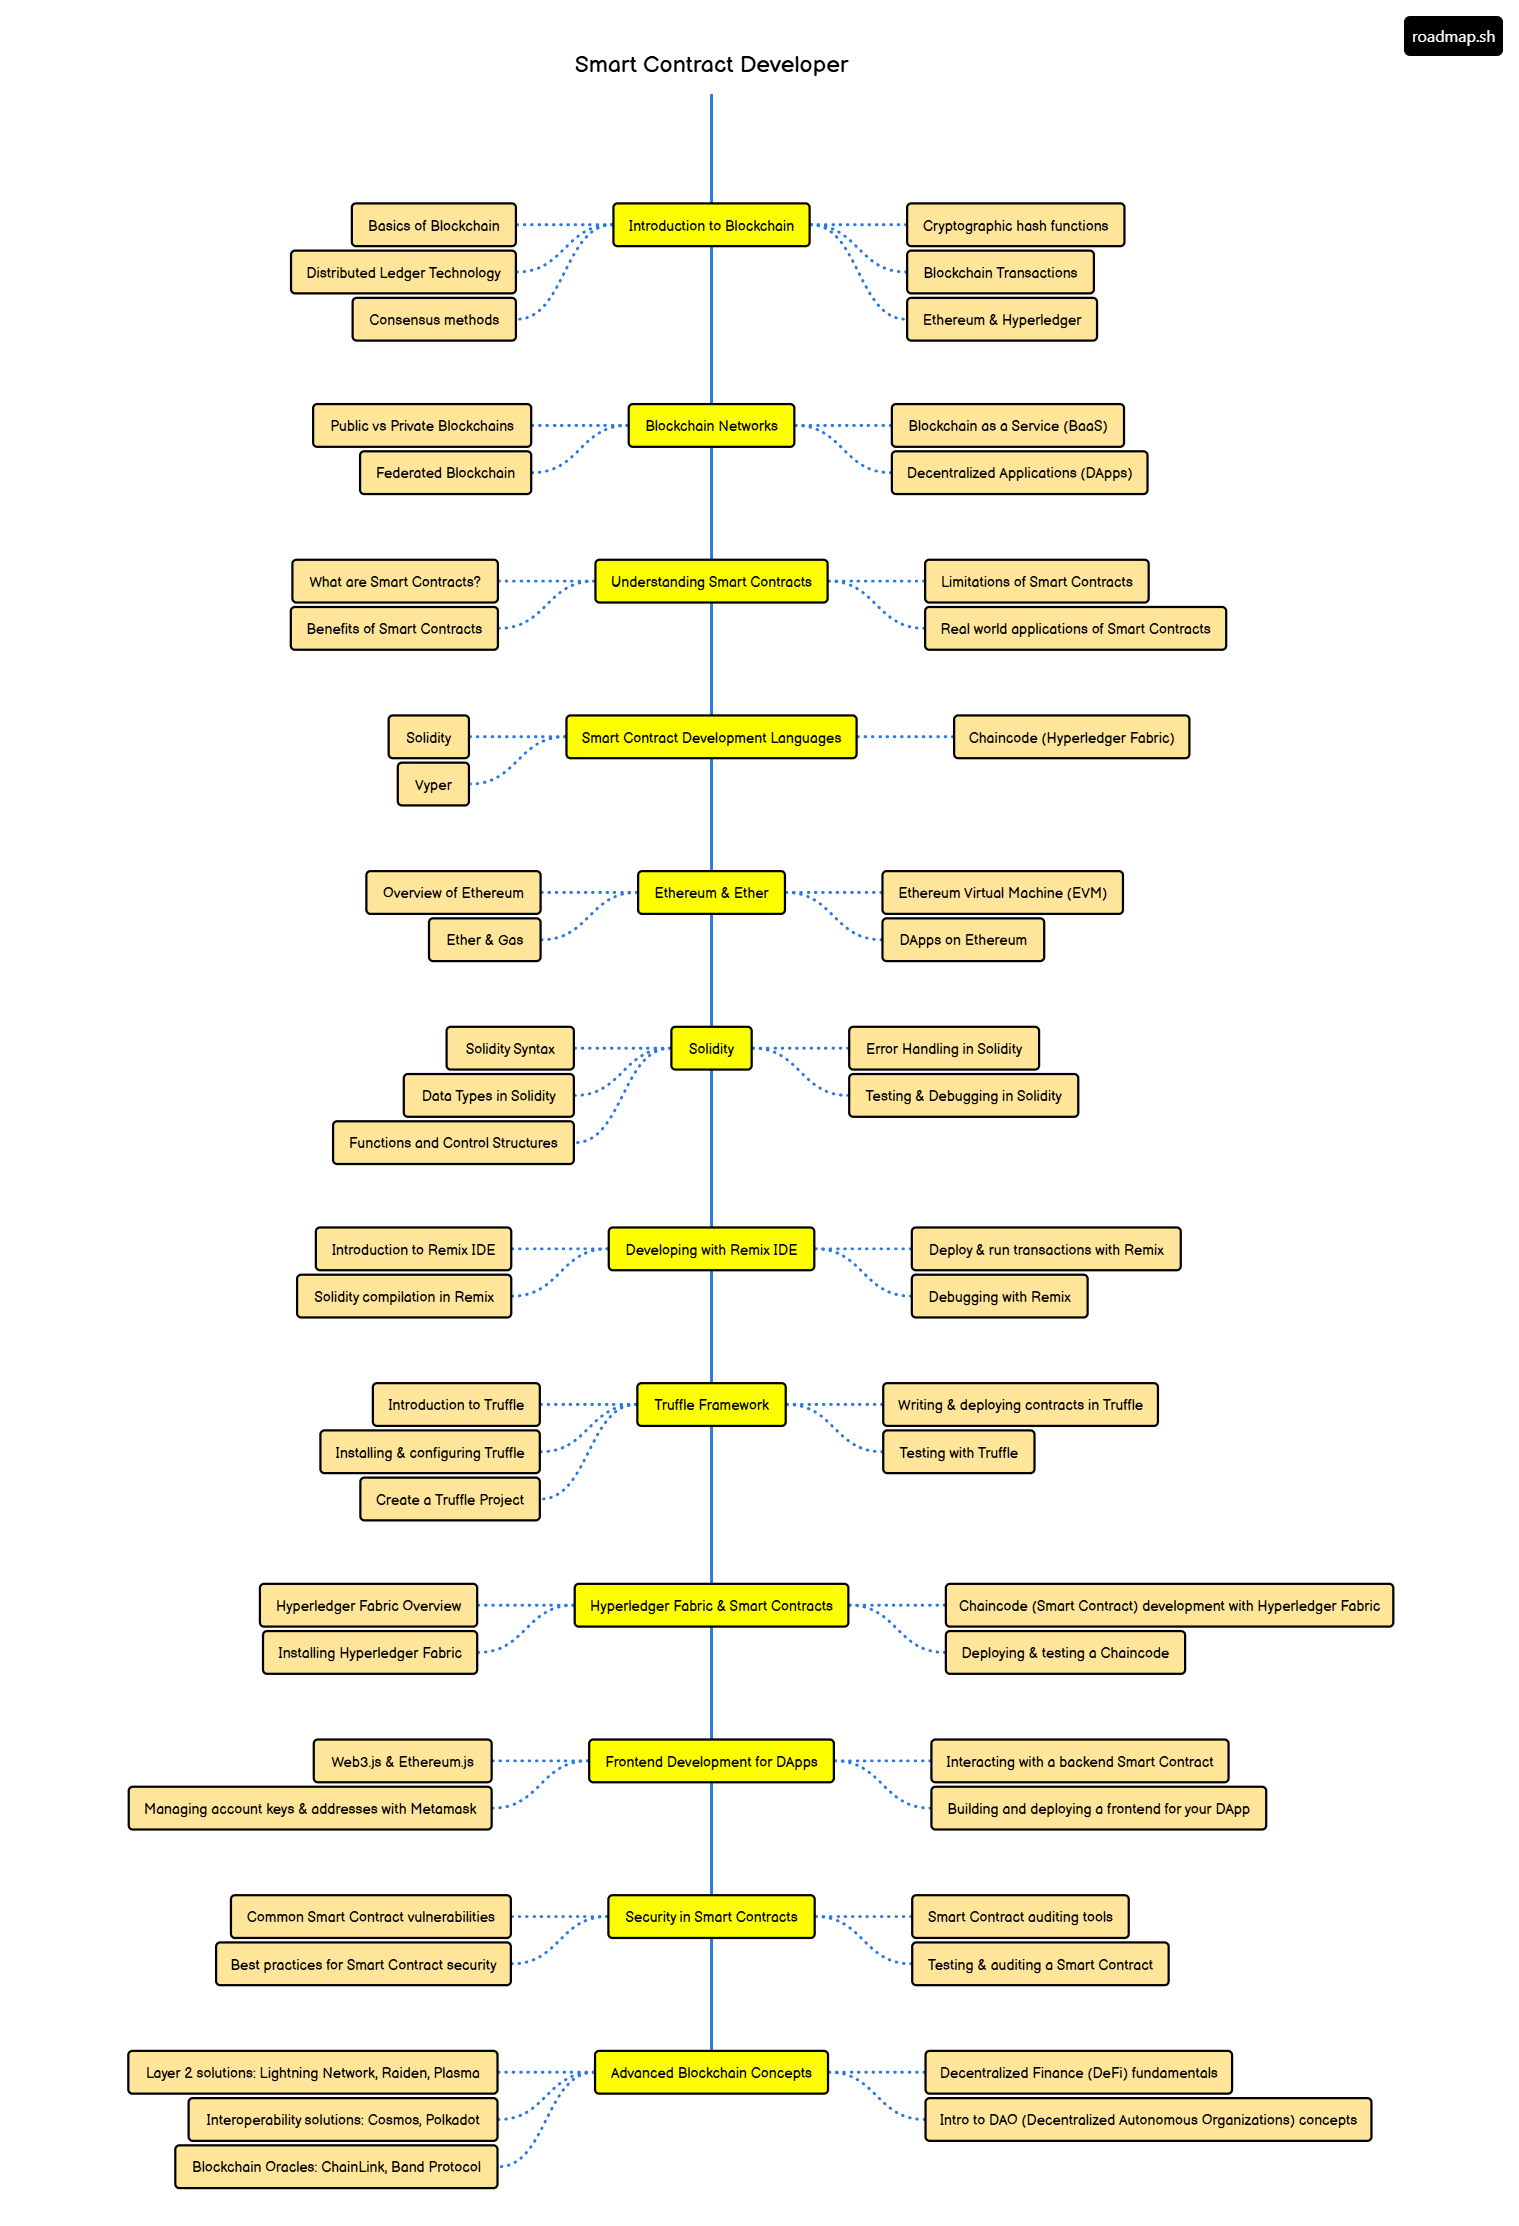 roadmap.sh
Smart Contract Developer
Introduction to Blockchain
Basics of Blockchain
Distributed Ledger Technology
Consensus methods
Cryptographic hash functions
Blockchain Transactions
Ethereum & Hyperledger
Blockchain Networks
Public vs Private Blockchains
Federated Blockchain
Blockchain as a Service (BaaS)
Decentralized Applications (DApps)
Understanding Smart Contracts
What are Smart Contracts?
Benefits of Smart Contracts
Limitations of Smart Contracts
Real world applications of Smart Contracts
Smart Contract Development Languages
Solidity
Vyper
Chaincode (Hyperledger Fabric)
Ethereum & Ether
Overview of Ethereum
Ether & Gas
Ethereum Virtual Machine (EVM)
DApps on Ethereum
Solidity
Solidity Syntax
Data Types in Solidity
Functions and Control Structures
Error Handling in Solidity
Testing & Debugging in Solidity
Developing with Remix IDE
Introduction to Remix IDE
Solidity compilation in Remix
Deploy & run transactions with Remix
Debugging with Remix
Truffle Framework
Introduction to Truffle
Installing & configuring Truffle
Create a Truffle Project
Writing & deploying contracts in Truffle
Testing with Truffle
Hyperledger Fabric & Smart Contracts
Hyperledger Fabric Overview
Installing Hyperledger Fabric
Chaincode (Smart Contract) development with Hyperledger Fabric
Deploying & testing a Chaincode
Frontend Development for DApps
Web3.js & Ethereum.js
Managing account keys & addresses with Metamask
Interacting with a backend Smart Contract
Building and deploying a frontend for your DApp
Security in Smart Contracts
Common Smart Contract vulnerabilities
Best practices for Smart Contract security
Smart Contract auditing tools
Testing & auditing a Smart Contract
Advanced Blockchain Concepts
Layer 2 solutions: Lightning Network, Raiden, Plasma
Interoperability solutions: Cosmos, Polkadot
Blockchain Oracles: ChainLink, Band Protocol
Decentralized Finance (DeFi) fundamentals
Intro to DAO (Decentralized Autonomous Organizations) concepts